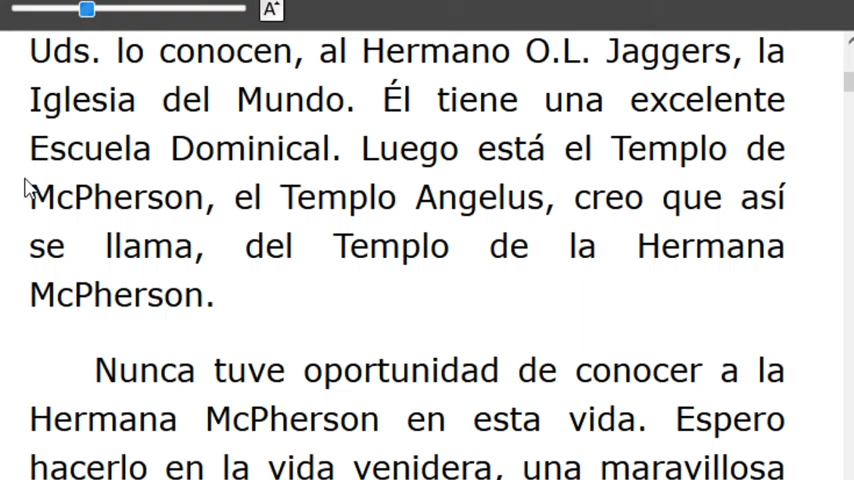 A
Uds. lo conocen, al Hermano O.L. Jaggers, la
Iglesia del Mundo. Él tiene una excelente
Escuela Dominical. Luego está el Templo de
McPherson, el Templo Angelus, creo que así
se llama, del Templo de la Hermana
McPherson.
Nunca tuve oportunidad de conocer a la
Hermana McPherson en esta vida. Espero
hacerlo en la vida venidera, una maravillosa